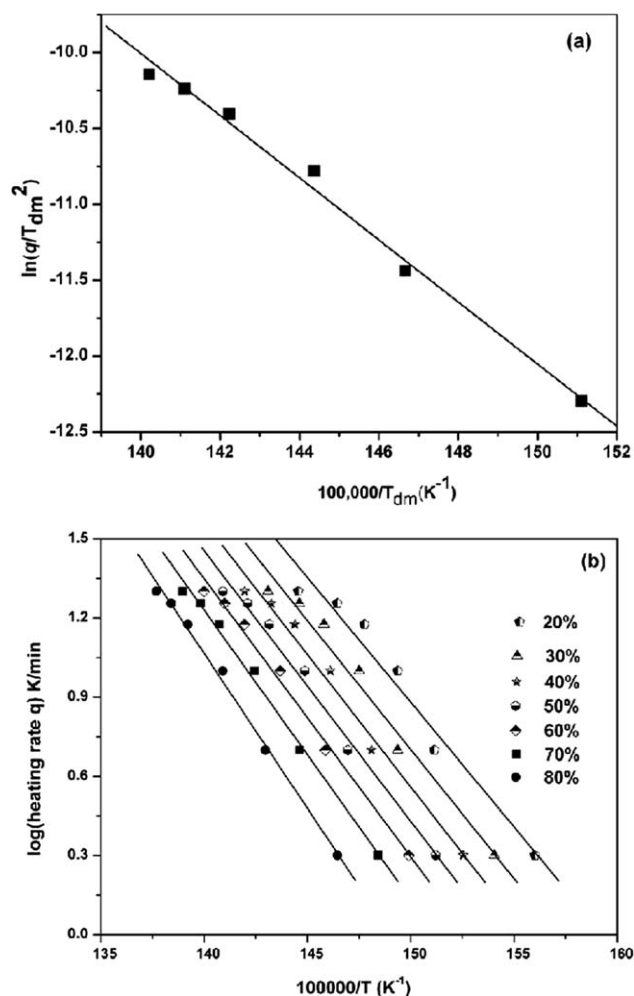 (a)
-10.0
-10.5
-11.0
-11.5
-12.0
-12.5
ln(q/Tdm²)
140 142 144 146 148 150 152
100,000/Tdm(K⁻¹)
(b)
1.5
1.2
0.9
0.6
0.3
0.0
log(heating rate q) K/min
20%
30%
40%
50%
60%
70%
80%
135 140 145 150 155 160
100000/T (K⁻¹)